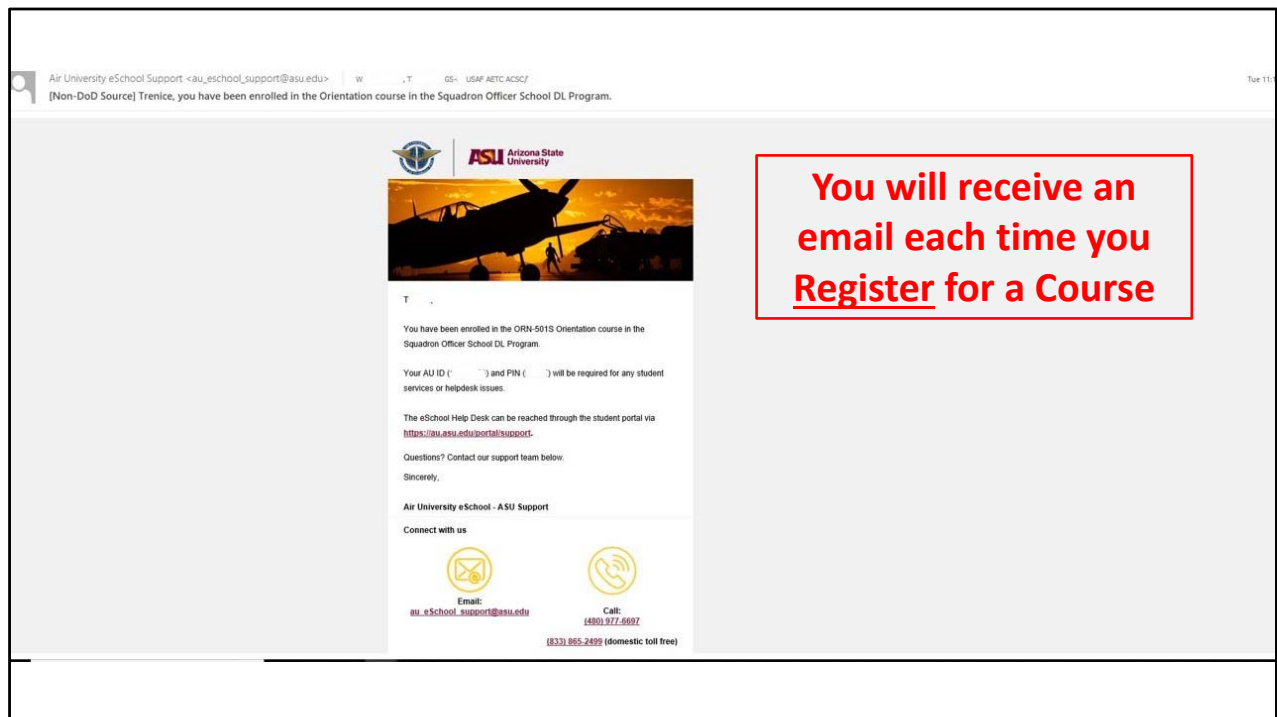 Air University eSchool Support <au_eschool_support@asu.edu> W , T GS- USAF AETC ACSC/
Tue 11:1
[Non-DoD Source] Trenice, you have been enrolled in the Orientation course in the Squadron Officer School DL Program.
ASU Arizona State
University
You will receive an
email each time you
Register for a Course
T ,
You have been enrolled in the ORN-501S Orientation course in the
Squadron Officer School DL Program.
Your AU ID (' ') and PIN ( ') will be required for any student
services or helpdesk issues.
The eSchool Help Desk can be reached through the student portal via
https://au.asu.edu/portal/support.
Questions? Contact our support team below.
Sincerely,
Air University eSchool - ASU Support
Connect with us
Email:
au_eSchool_support@asu.edu
Call:
(480) 977-6697
(833) 865-2499 (domestic toll free)